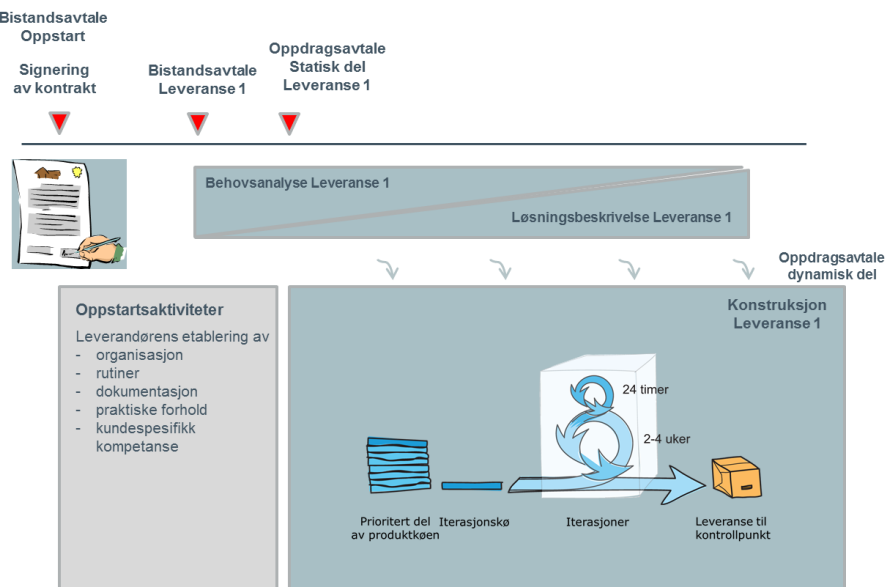 Bistandsavtale
Oppstart
Signering
av kontrakt
Bistandsavtale
Leveranse 1
Oppdragsavtale
Statisk del
Leveranse 1
Behovsanalyse Leveranse 1
Løsningsbeskrivelse Leveranse 1
Oppdragsavtale
dynamisk del
Oppstartsaktiviteter
Leverandørens etablering av
- organisasjon
- rutiner
- dokumentasjon
- praktiske forhold
- kundespesifikk
kompetanse
Konstruksjon
Leveranse 1
24 timer
2-4 uker
Prioritert del
av produktkøen
Iterasjonskø
Iterasjoner
Leveranse til
kontrollpunkt